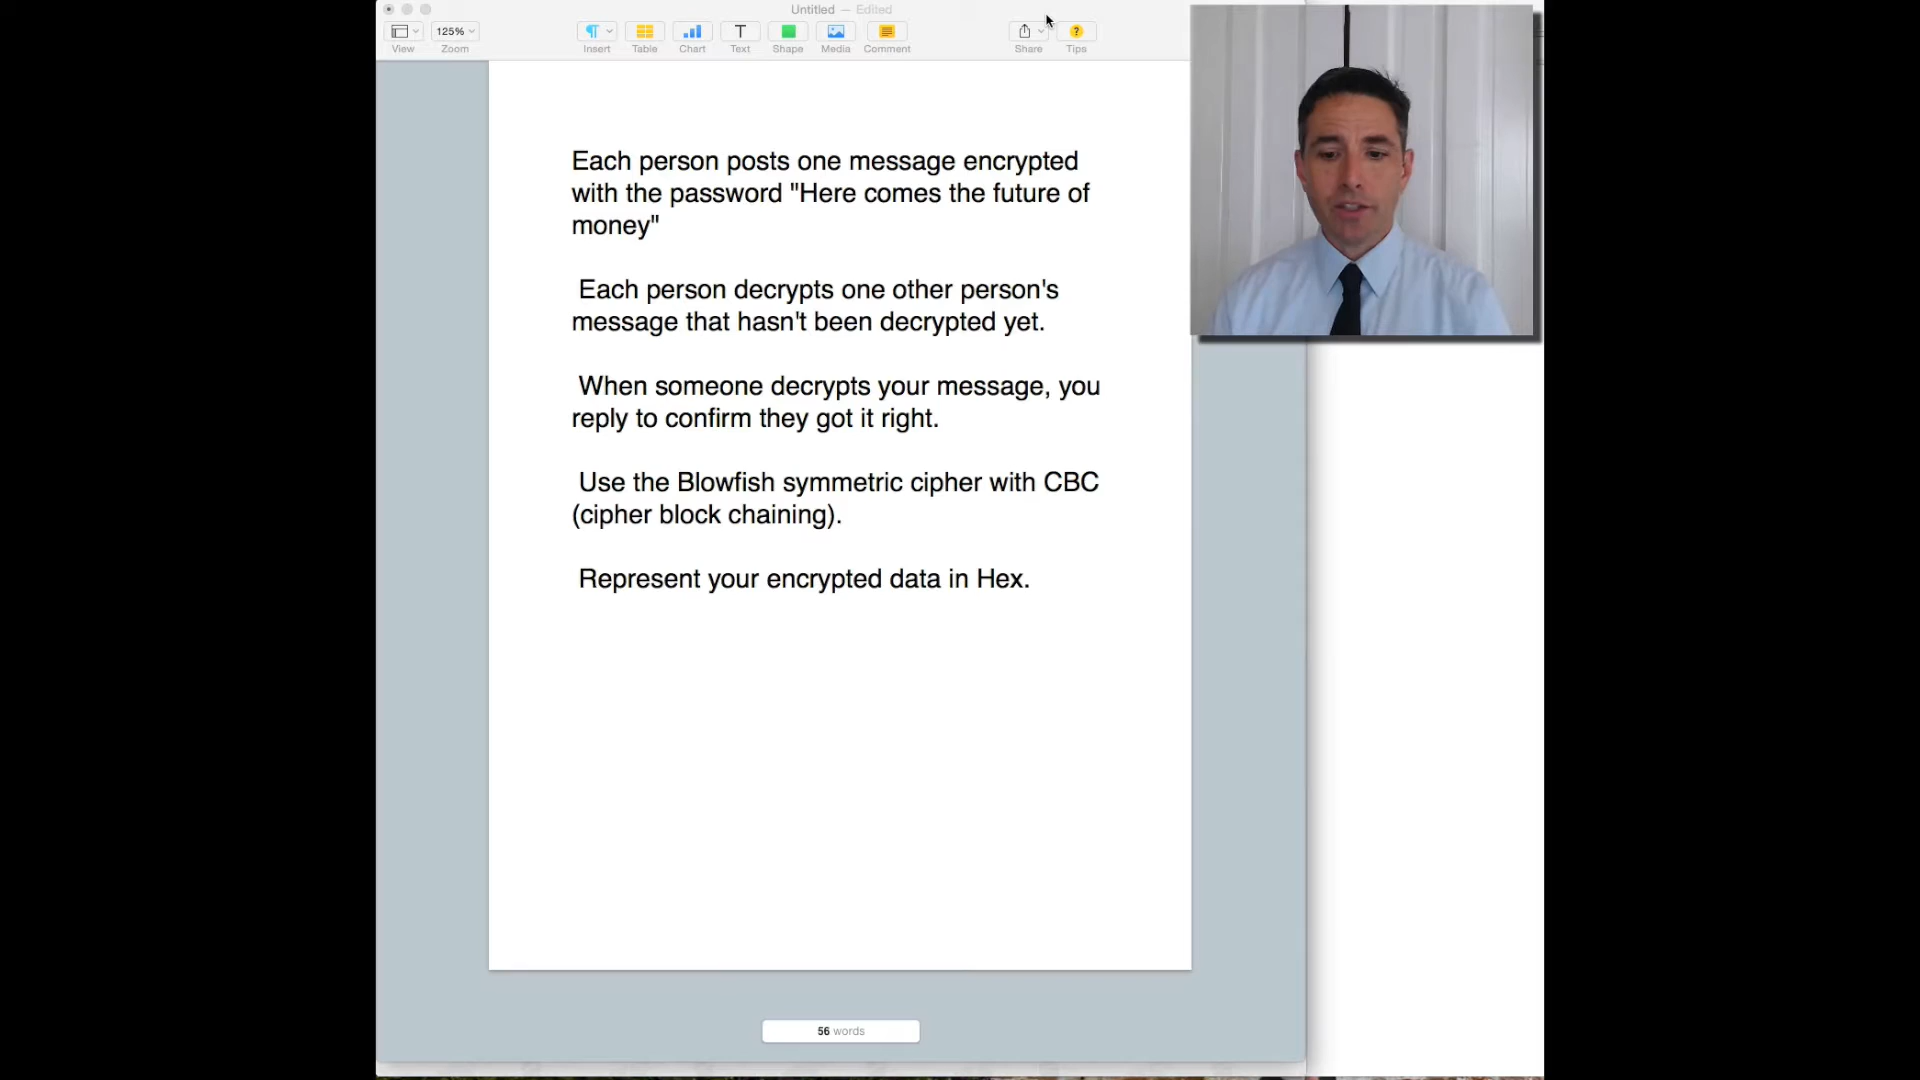 Untitled — Edited
125%
View Zoom Insert Table Chart Text Shape Media Comment Share Tips
Each person posts one message encrypted
with the password "Here comes the future of
money"
Each person decrypts one other person's
message that hasn't been decrypted yet.
When someone decrypts your message, you
reply to confirm they got it right.
Use the Blowfish symmetric cipher with CBC
(cipher block chaining).
Represent your encrypted data in Hex.
56 words